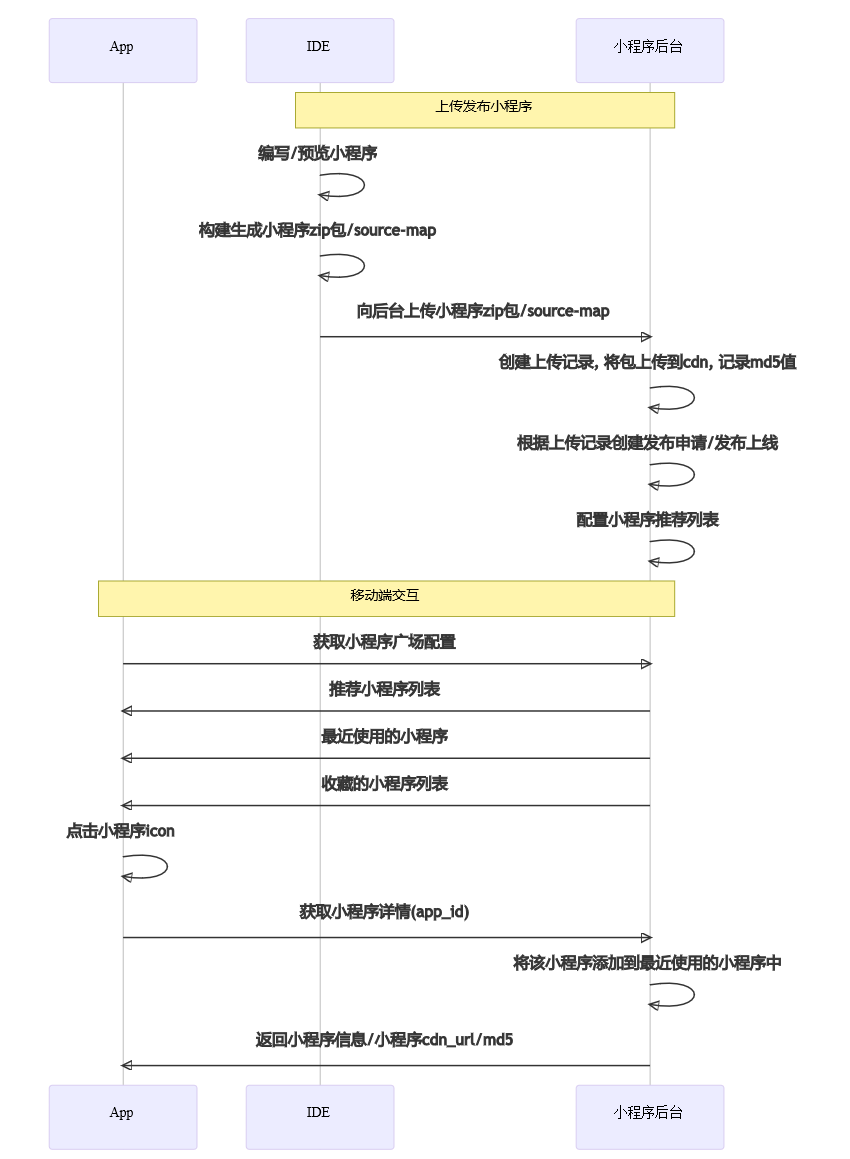 App
IDE
小程序后台
上传发布小程序
编写/预览小程序
构建生成小程序zip包/source-map
向后台上传小程序zip包/source-map
创建上传记录, 将包上传到cdn, 记录md5值
根据上传记录创建发布申请/发布上线
配置小程序推荐列表
移动端交互
获取小程序广场配置
推荐小程序列表
最近使用的小程序
收藏的小程序列表
点击小程序icon
获取小程序详情(app_id)
将该小程序添加到最近使用的小程序中
返回小程序信息/小程序cdn_url/md5
App
IDE
小程序后台